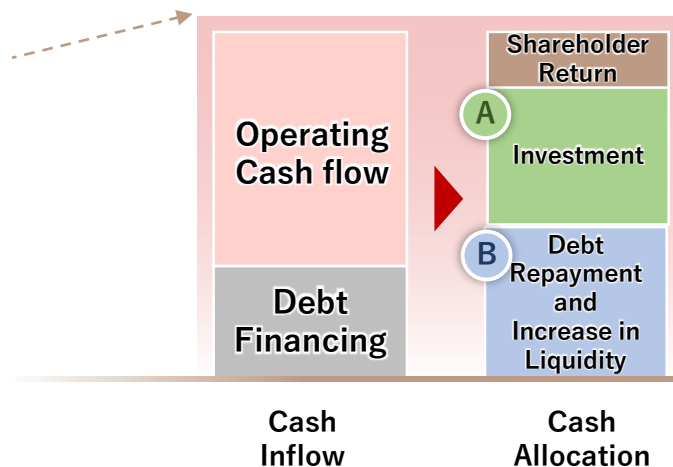 Operating
Cash flow
Debt
Financing
Shareholder
Return
A
Investment
B
Debt
Repayment
and
Increase in
Liquidity
Cash
Inflow
Cash
Allocation